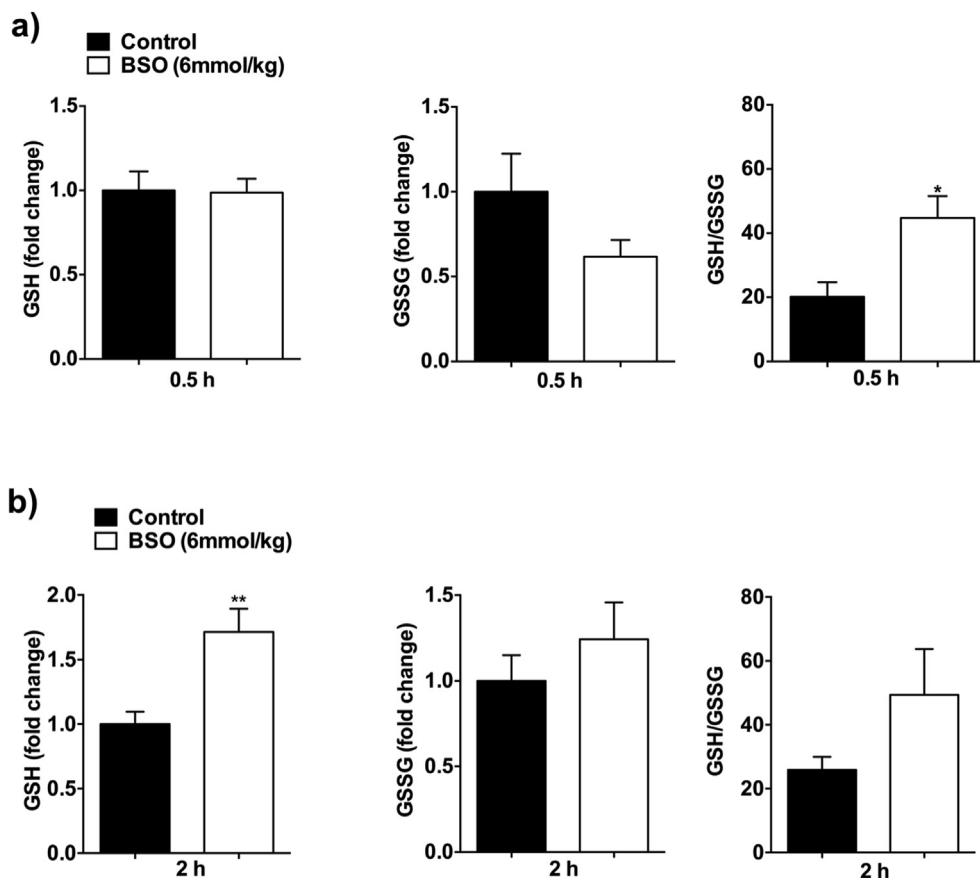 a)
Control
BSO (6mmol/kg)
GSH (fold change)
1.5
1.0
0.5
0.0
0.5 h
GSSG (fold change)
1.5
1.0
0.5
0.0
0.5 h
GSH/GSSG
80
60
40
20
0
*
0.5 h
b)
Control
BSO (6mmol/kg)
GSH (fold change)
2.0
1.5
1.0
0.5
0.0
**
2 h
GSSG (fold change)
1.5
1.0
0.5
0.0
2 h
GSH/GSSG
80
60
40
20
0
2 h